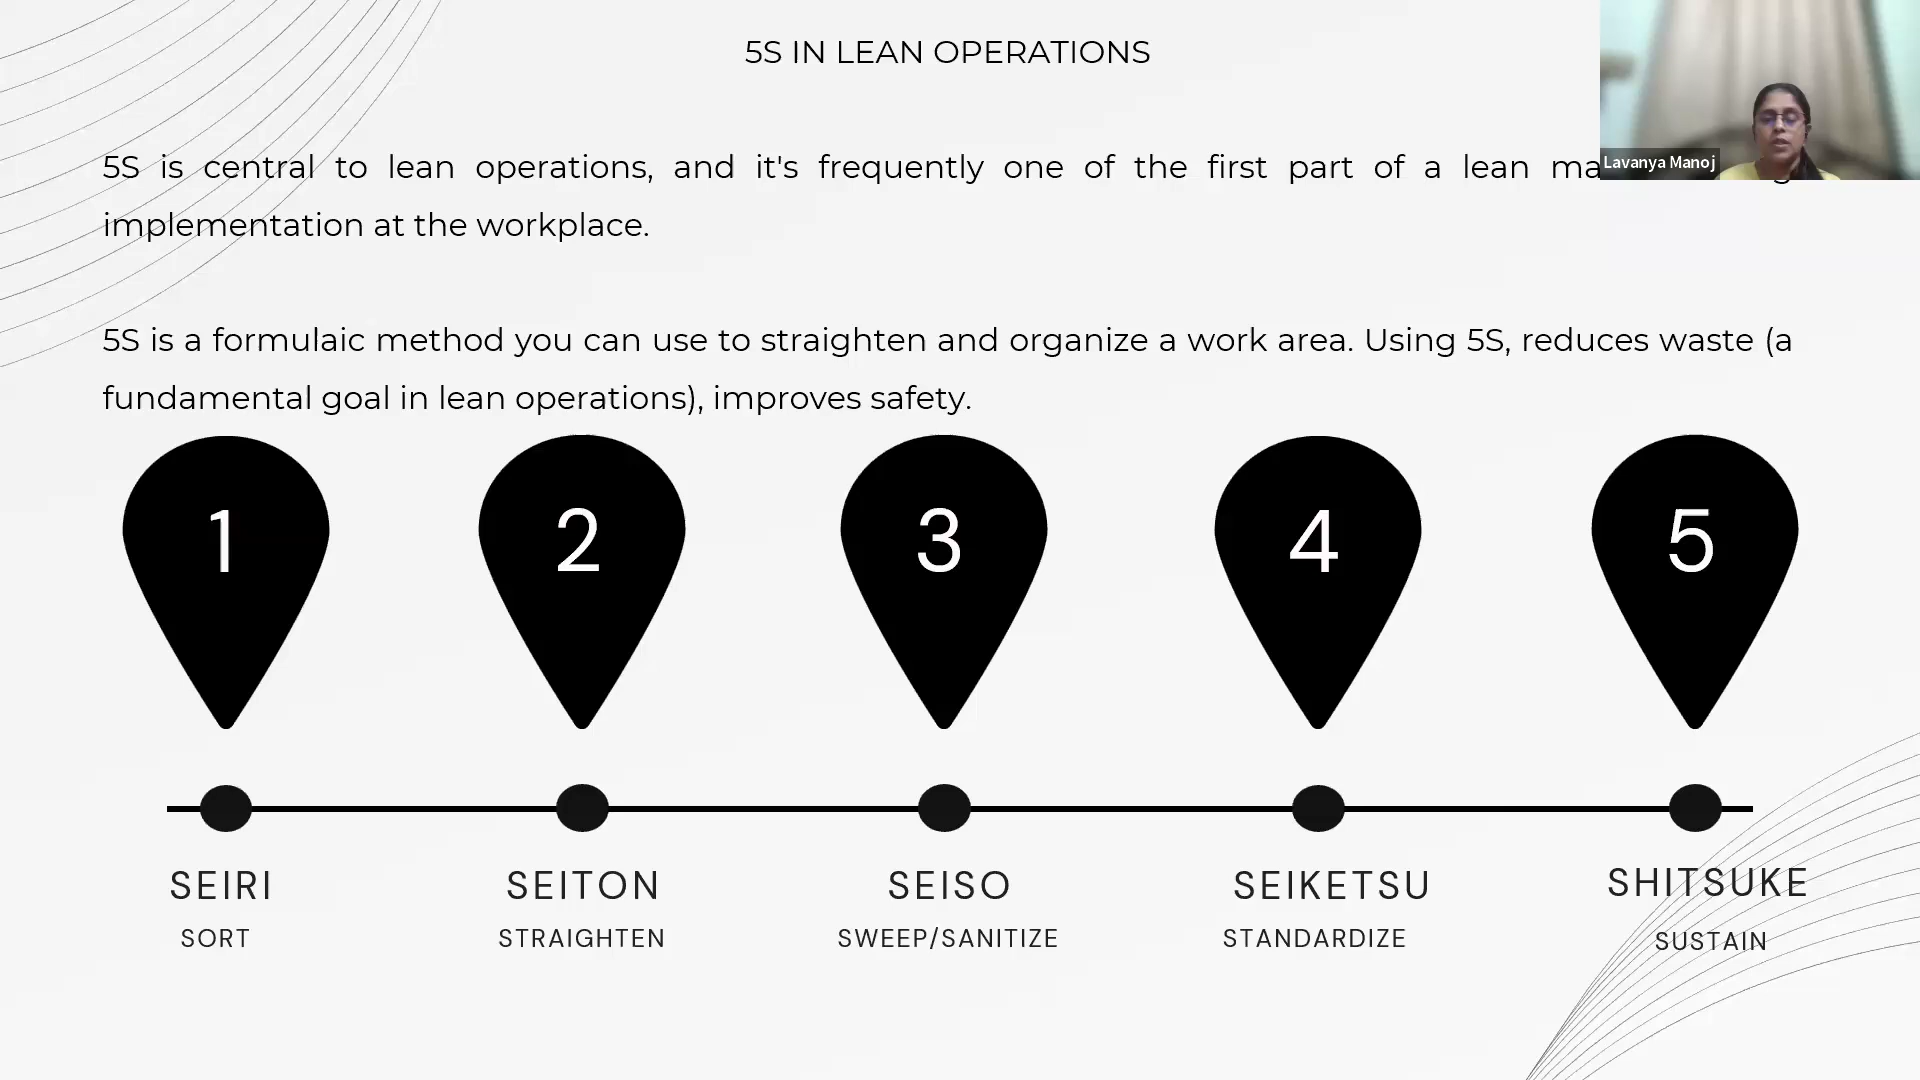 5S IN LEAN OPERATIONS
Lavanya Manoj
5S is central to lean operations, and it's frequently one of the first part of a lean
implementation at the workplace.
5S is a formulaic method you can use to straighten and organize a work area. Using 5S, reduces waste (a
fundamental goal in lean operations), improves safety.
1 2 3 4 5
SEIRI SEITON SEISO SEIKETSU SHITSUKE
SORT STRAIGHTEN SWEEP/SANITIZE STANDARDIZE SUSTAIN